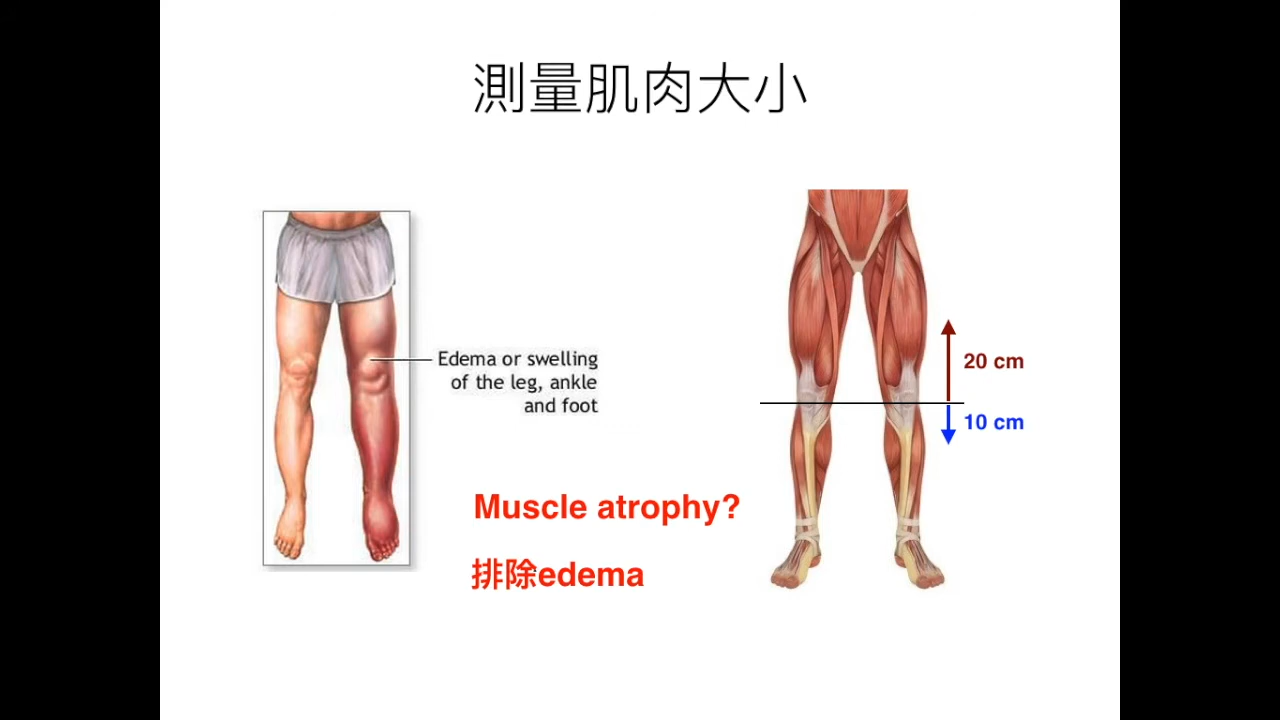 測量肌肉大小
Edema or swelling
of the leg, ankle
and foot
20 cm
10 cm
Muscle atrophy?
排除edema